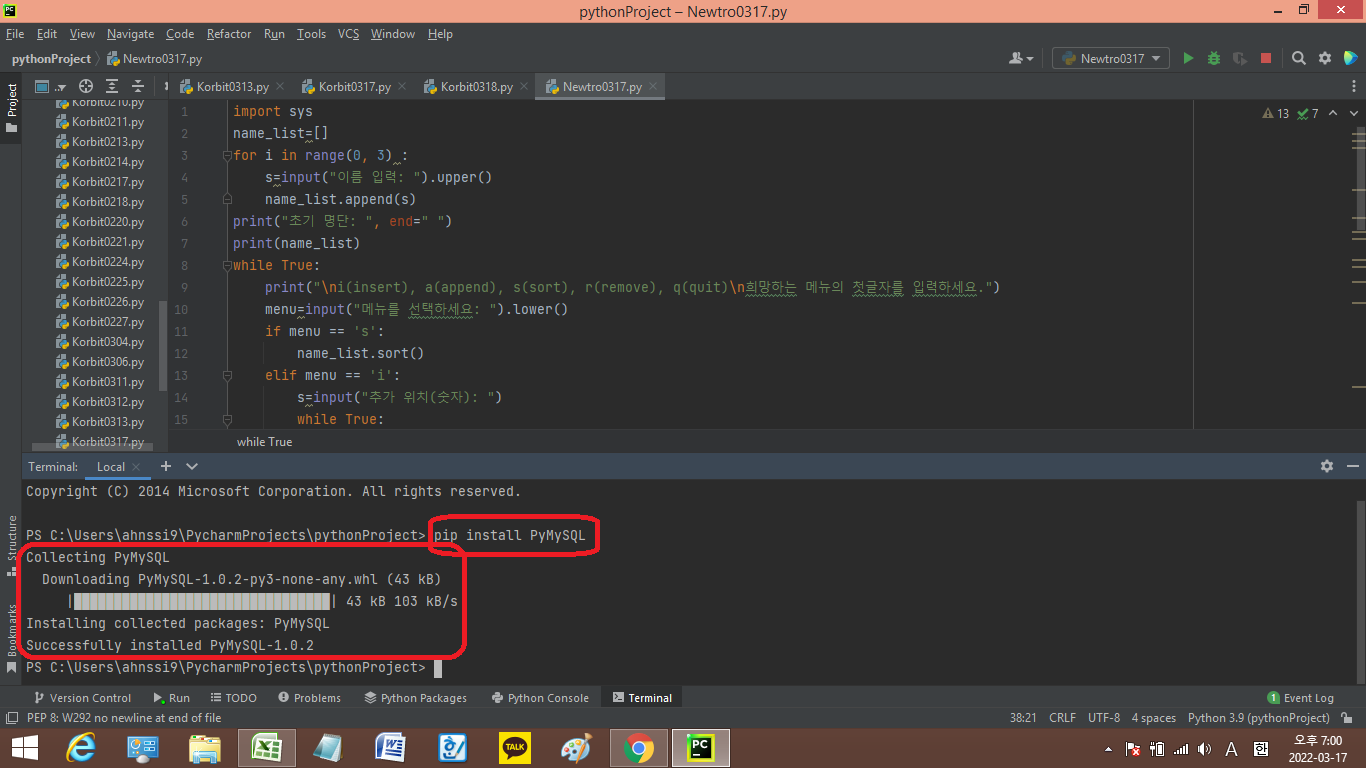 pythonProject – Newtro0317.py
File Edit View Navigate Code Refactor Run Tools VCS Window Help
pythonProject Newtro0317.py
Newtro0317
Project
Korbit0313.py
Korbit0317.py
Korbit0318.py
Newtro0317.py
Korbit0210.py
Korbit0211.py
Korbit0213.py
Korbit0214.py
Korbit0217.py
Korbit0218.py
Korbit0220.py
Korbit0221.py
Korbit0224.py
Korbit0225.py
Korbit0226.py
Korbit0227.py
Korbit0304.py
Korbit0306.py
Korbit0311.py
Korbit0312.py
Korbit0313.py
Korbit0317.py
13 7
1 import sys
2 name_list=[]
3 for i in range(0, 3) :
4 s=input("이름 입력: ").upper()
5 name_list.append(s)
6 print("초기 명단: ", end=" ")
7 print(name_list)
8 while True:
9 print("\ni(insert), a(append), s(sort), r(remove), q(quit)\n희망하는 메뉴의 첫글자를 입력하세요.")
10 menu=input("메뉴를 선택하세요: ").lower()
11 if menu == 's':
12 name_list.sort()
13 elif menu == 'i':
14 s=input("추가 위치(숫자): ")
15 while True:
while True
Terminal: Local
Copyright (C) 2014 Microsoft Corporation. All rights reserved.
PS C:\Users\ahnssi9\PycharmProjects\pythonProject> pip install PyMySQL
Collecting PyMySQL
Downloading PyMySQL-1.0.2-py3-none-any.whl (43 kB)
|████████████████████████████████| 43 kB 103 kB/s
Installing collected packages: PyMySQL
Successfully installed PyMySQL-1.0.2
PS C:\Users\ahnssi9\PycharmProjects\pythonProject>
Structure
Bookmarks
Version Control Run TODO Problems Python Packages Python Console Terminal 1 Event Log
PEP 8: W292 no newline at end of file 38:21 CRLF UTF-8 4 spaces Python 3.9 (pythonProject)
PC
TALK
A 한
오후 7:00
2022-03-17